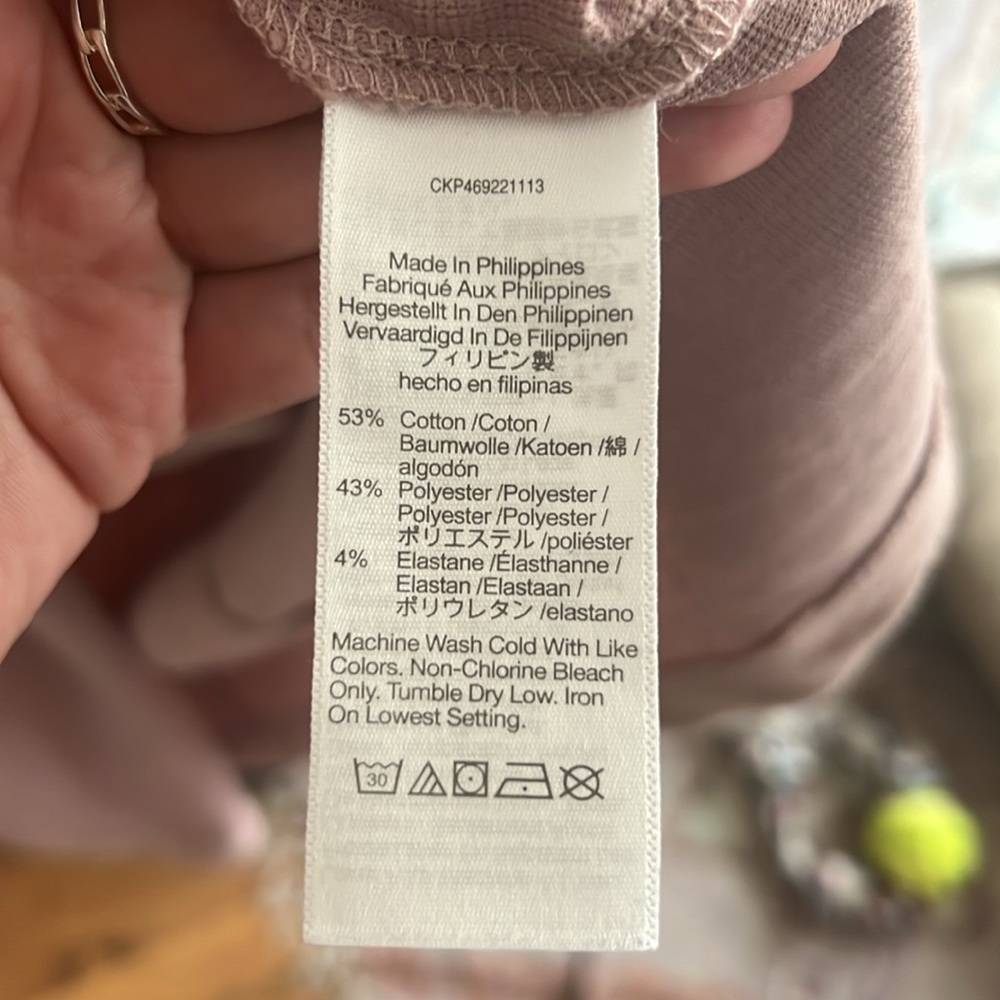 CKP469221113
Made In Philippines
Fabriqué Aux Philippines
Hergestellt In Den Philippinen
Vervaardigd In De Filippijnen
フィリピン製
hecho en filipinas
53% Cotton /Coton /
Baumwolle /Katoen /綿 /
algodón
43% Polyester /Polyester /
Polyester /Polyester /
ポリエステル /poliéster
4% Elastane /Élasthanne /
Elastan /Elastaan /
ポリウレタン /elastano
Machine Wash Cold With Like
Colors. Non-Chlorine Bleach
Only. Tumble Dry Low. Iron
On Lowest Setting.
30